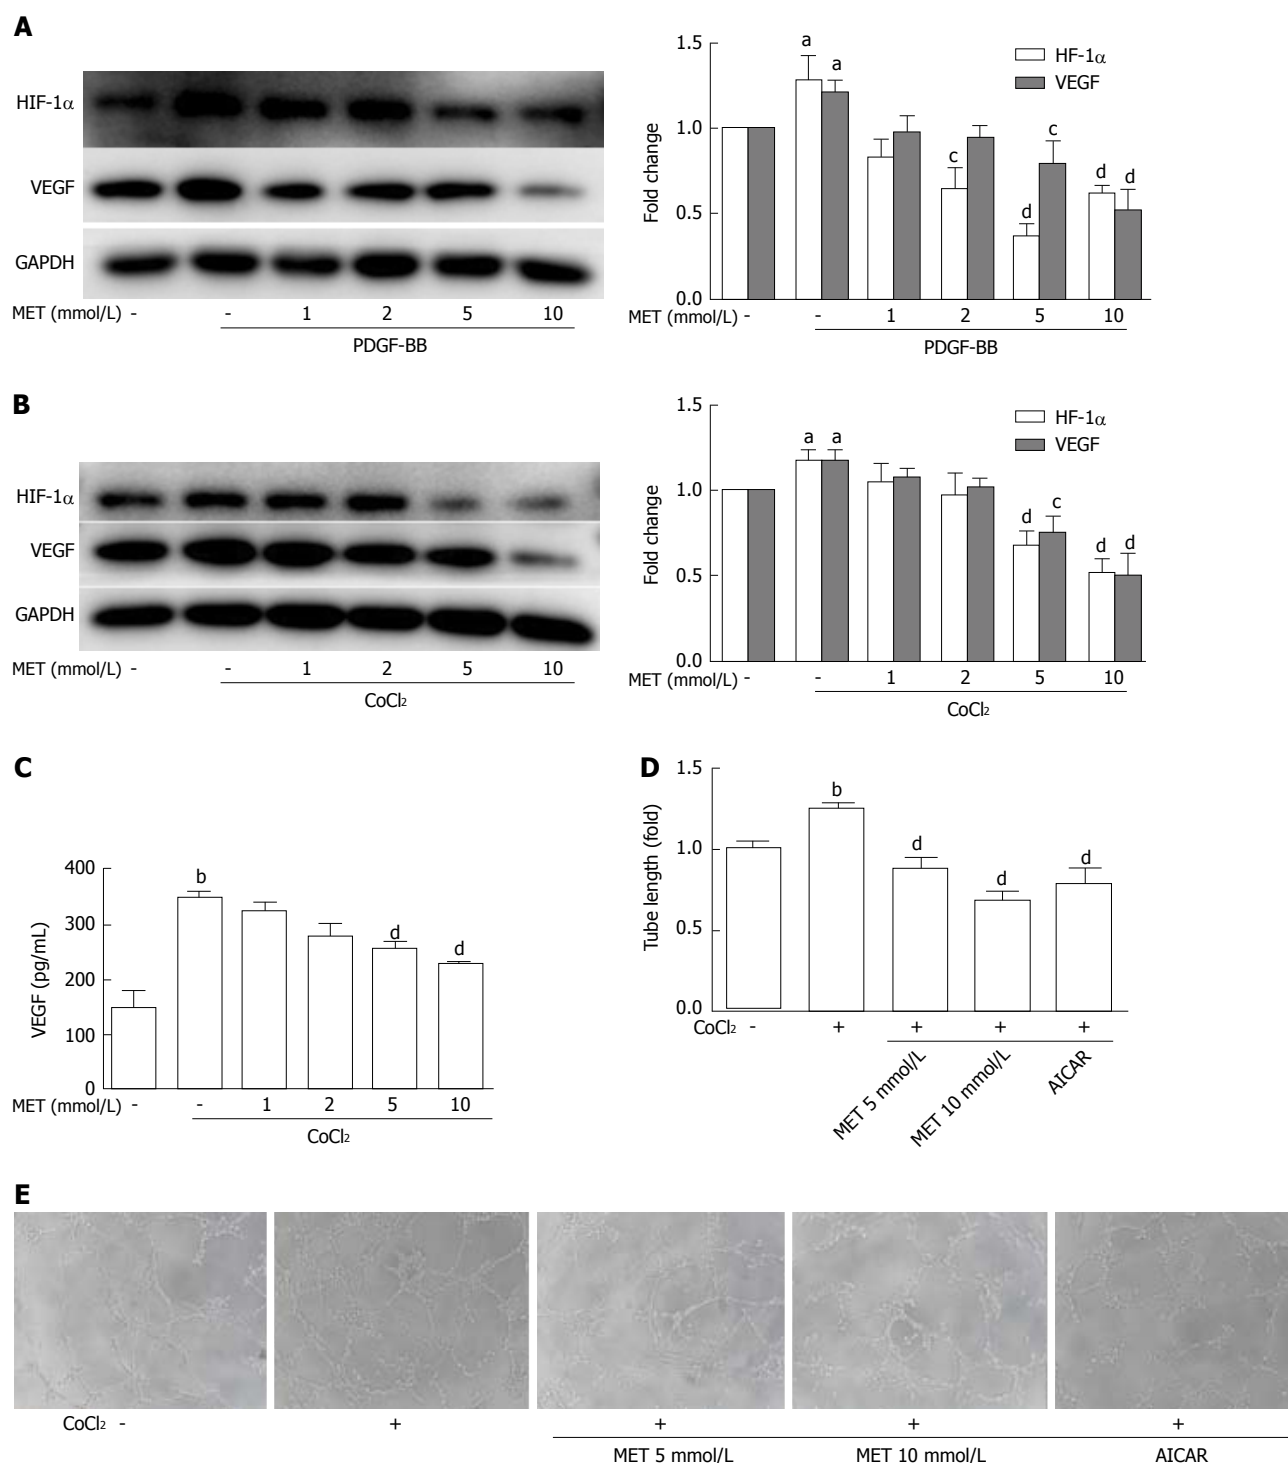 A
HIF-1α
VEGF
GAPDH
MET (mmol/L) - - 1 2 5 10
PDGF-BB
1.5
1.0
0.5
0.0
Fold change
HF-1α
VEGF
a a c d c d d
MET (mmol/L) - - 1 2 5 10
PDGF-BB
B
HIF-1α
VEGF
GAPDH
MET (mmol/L) - - 1 2 5 10
CoCl2
1.5
1.0
0.5
0.0
Fold change
HF-1α
VEGF
a a d c d d
MET (mmol/L) - - 1 2 5 10
CoCl2
C
400
300
200
100
0
VEGF (pg/mL)
b d d
MET (mmol/L) - - 1 2 5 10
CoCl2
D
1.5
1.0
0.5
0.0
Tube length (fold)
b d d d
CoCl2 - + + + +
MET 5 mmol/L
MET 10 mmol/L
AICAR
E
CoCl2 - + + + +
MET 5 mmol/L MET 10 mmol/L AICAR